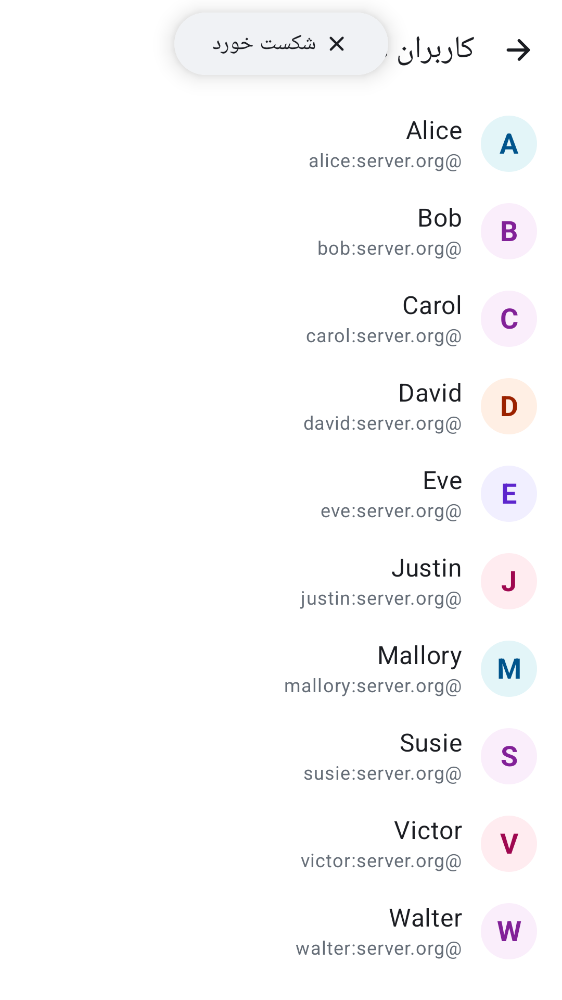 کاربران
شکست خورد
A
Alice
alice:server.org@
B
Bob
bob:server.org@
C
Carol
carol:server.org@
D
David
david:server.org@
E
Eve
eve:server.org@
J
Justin
justin:server.org@
M
Mallory
mallory:server.org@
S
Susie
susie:server.org@
V
Victor
victor:server.org@
W
Walter
walter:server.org@